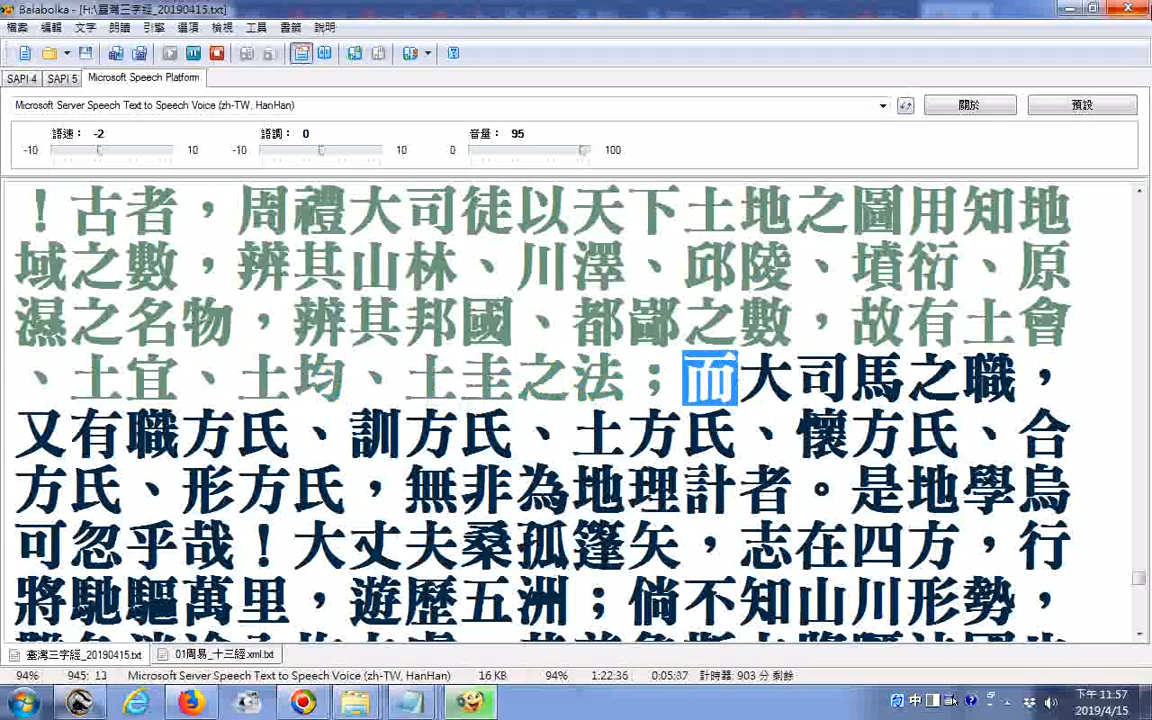 Balabolka - [H:\臺灣三字經_20190415.txt]
檔案 編輯 文字 朗讀 引擎 選項 檢視 工具 書籤 說明
SAPI 4 SAPI 5 Microsoft Speech Platform
Microsoft Server Speech Text to Speech Voice (zh-TW, HanHan)
關於 預設
語速： -2 語調： 0 音量： 95
-10 10 -10 10 0 100
！古者，周禮大司徒以天下土地之圖用知地
域之數，辨其山林、川澤、邱陵、墳衍、原
濕之名物，辨其邦國、都鄙之數，故有土會
、土宜、土均、土圭之法；而大司馬之職，
又有職方氏、訓方氏、土方氏、懷方氏、合
方氏、形方氏，無非為地理計者。是地學烏
可忽乎哉！大丈夫桑孤篷矢，志在四方，行
將馳驅萬里，遊歷五洲；倘不知山川形勢，
臺灣三字經_20190415.txt 01周易_十三經.xml.txt
94% 945: 13 Microsoft Server Speech Text to Speech Voice (zh-TW, HanHan) 16 KB 94% 1:22:36 0:05:37 計時器: 903 分 剩餘
中
下午 11:57
2019/4/15